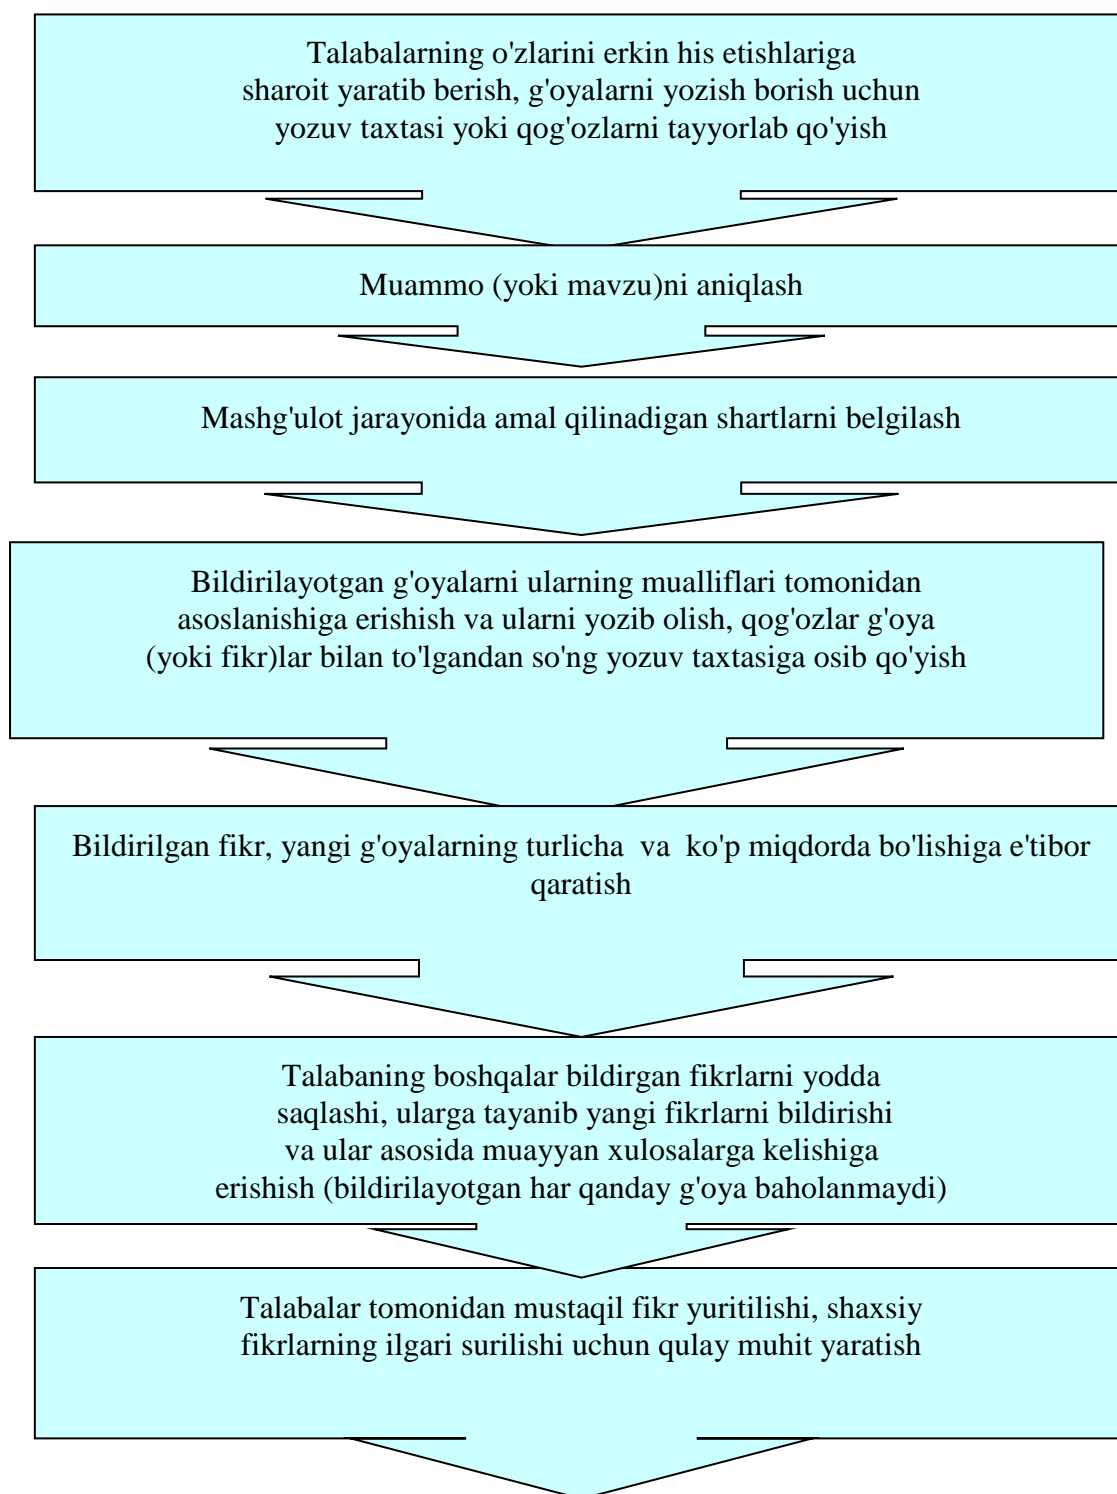 Talabalarning o'zlarini erkin his etishlariga
sharoit yaratib berish, g'oyalarni yozish borish uchun
yozuv taxtasi yoki qog'ozlarni tayyorlab qo'yish
Muammo (yoki mavzu)ni aniqlash
Mashg'ulot jarayonida amal qilinadigan shartlarni belgilash
Bildirilayotgan g'oyalarni ularning mualliflari tomonidan
asoslanishiga erishish va ularni yozib olish, qog'ozlar g'oya
(yoki fikr)lar bilan to'lgandan so'ng yozuv taxtasiga osib qo'yish
Bildirilgan fikr, yangi g'oyalarning turlicha va ko'p miqdorda bo'lishiga e'tibor
qaratish
Talabaning boshqalar bildirgan fikrlarni yodda
saqlashi, ularga tayanib yangi fikrlarni bildirishi
va ular asosida muayyan xulosalarga kelishiga
erishish (bildirilayotgan har qanday g'oya baholanmaydi)
Talabalar tomonidan mustaqil fikr yuritilishi, shaxsiy
fikrlarning ilgari surilishi uchun qulay muhit yaratish